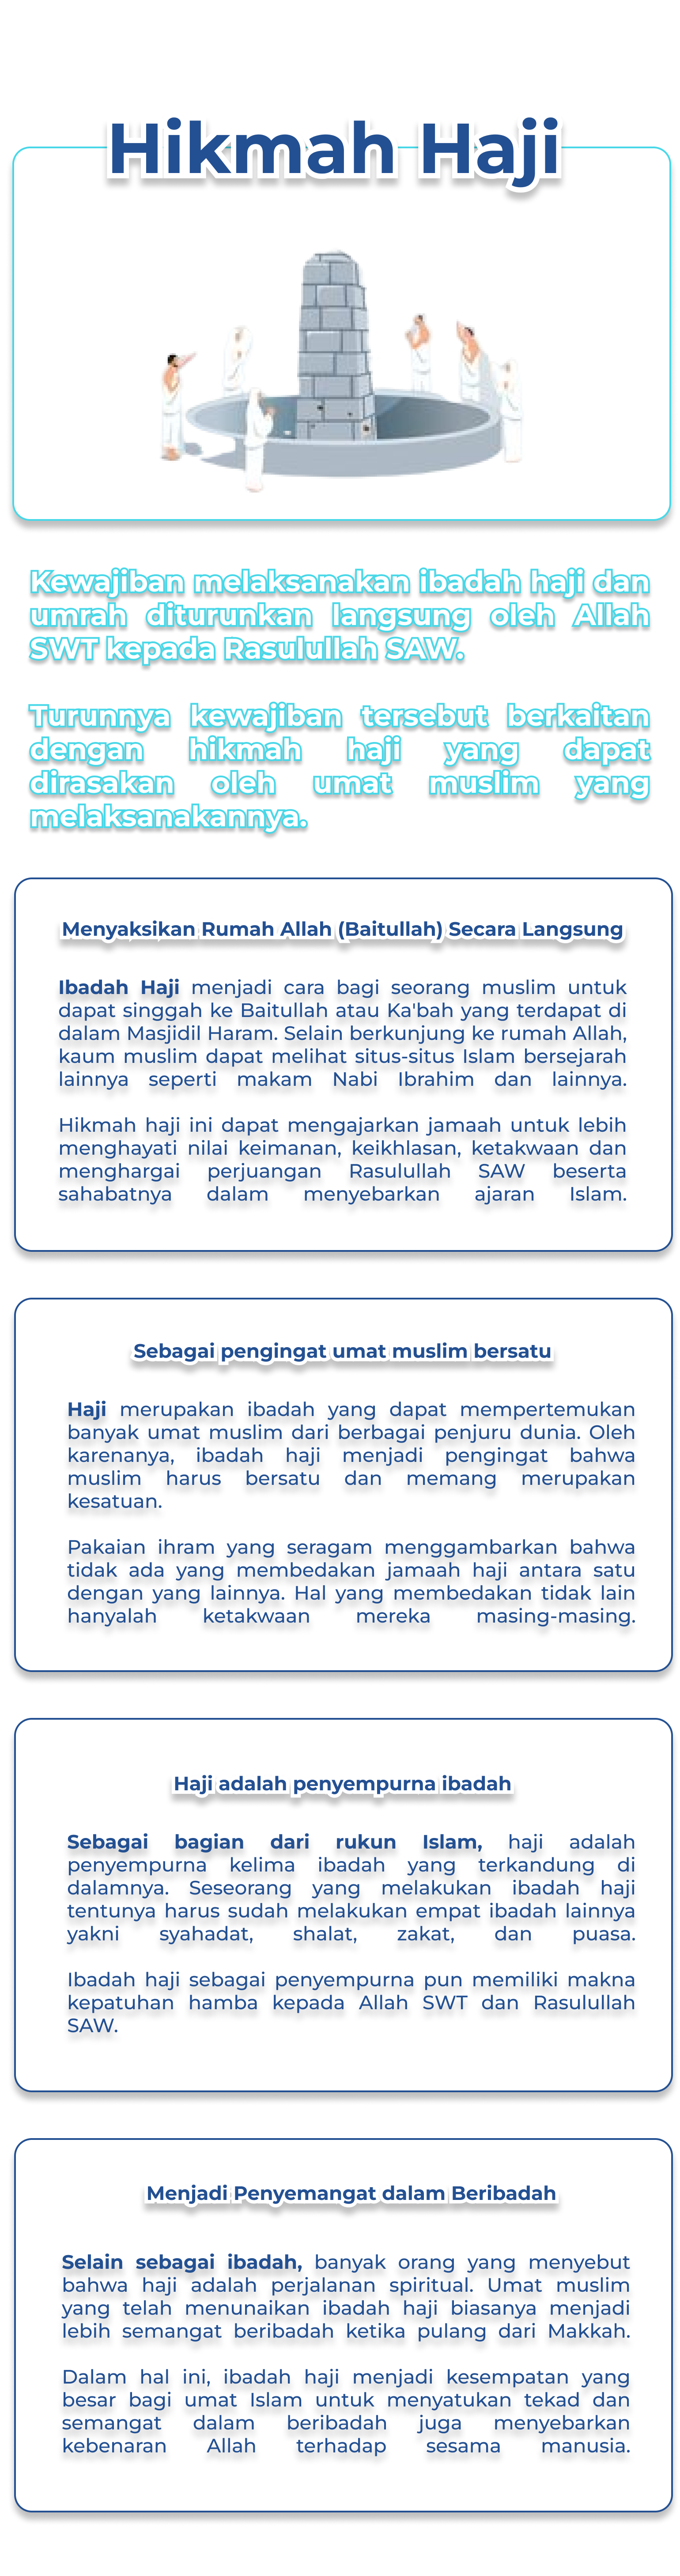 Hikmah Haji
Kewajiban melaksanakan ibadah haji dan
umrah diturunkan langsung oleh Allah
SWT kepada Rasulullah SAW.
Turunnya kewajiban tersebut berkaitan
dengan hikmah haji yang dapat
dirasakan oleh umat muslim yang
melaksanakannya.
Menyaksikan Rumah Allah (Baitullah) Secara Langsung
Ibadah Haji menjadi cara bagi seorang muslim untuk
dapat singgah ke Baitullah atau Ka'bah yang terdapat di
dalam Masjidil Haram. Selain berkunjung ke rumah Allah,
kaum muslim dapat melihat situs-situs Islam bersejarah
lainnya seperti makam Nabi Ibrahim dan lainnya.
Hikmah haji ini dapat mengajarkan jamaah untuk lebih
menghayati nilai keimanan, keikhlasan, ketakwaan dan
menghargai perjuangan Rasulullah SAW beserta
sahabatnya dalam menyebarkan ajaran Islam.
Sebagai pengingat umat muslim bersatu
Haji merupakan ibadah yang dapat mempertemukan
banyak umat muslim dari berbagai penjuru dunia. Oleh
karenanya, ibadah haji menjadi pengingat bahwa
muslim harus bersatu dan memang merupakan
kesatuan.
Pakaian ihram yang seragam menggambarkan bahwa
tidak ada yang membedakan jamaah haji antara satu
dengan yang lainnya. Hal yang membedakan tidak lain
hanyalah ketakwaan mereka masing-masing.
Haji adalah penyempurna ibadah
Sebagai bagian dari rukun Islam, haji adalah
penyempurna kelima ibadah yang terkandung di
dalamnya. Seseorang yang melakukan ibadah haji
tentunya harus sudah melakukan empat ibadah lainnya
yakni syahadat, shalat, zakat, dan puasa.
Ibadah haji sebagai penyempurna pun memiliki makna
kepatuhan hamba kepada Allah SWT dan Rasulullah
SAW.
Menjadi Penyemangat dalam Beribadah
Selain sebagai ibadah, banyak orang yang menyebut
bahwa haji adalah perjalanan spiritual. Umat muslim
yang telah menunaikan ibadah haji biasanya menjadi
lebih semangat beribadah ketika pulang dari Makkah.
Dalam hal ini, ibadah haji menjadi kesempatan yang
besar bagi umat Islam untuk menyatukan tekad dan
semangat dalam beribadah juga menyebarkan
kebenaran Allah terhadap sesama manusia.